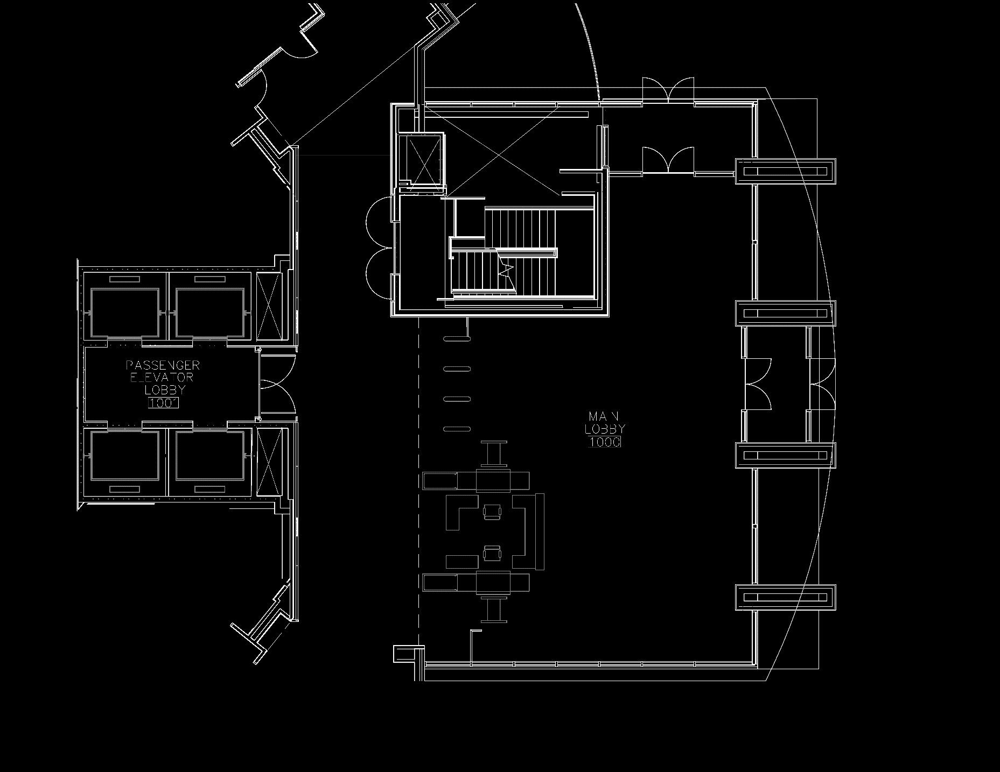 PASSENGER
ELEVATOR
LOBBY
1001
MAIN
LOBBY
1000